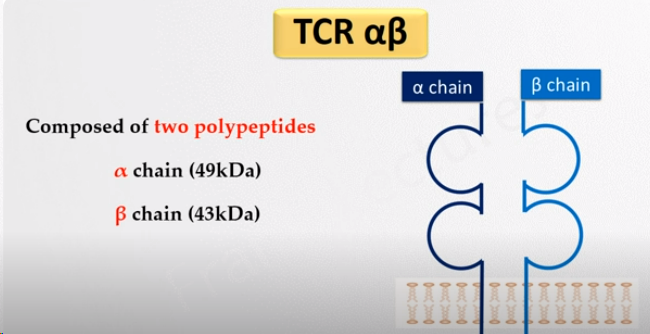 TCR αβ
α chain
β chain
Composed of two polypeptides
α chain (49kDa)
β chain (43kDa)